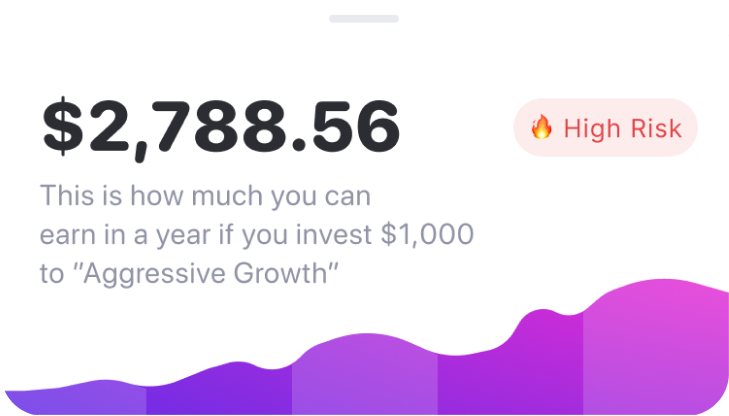 $2,788.56
🔥 High Risk
This is how much you can
earn in a year if you invest $1,000
to "Aggressive Growth"